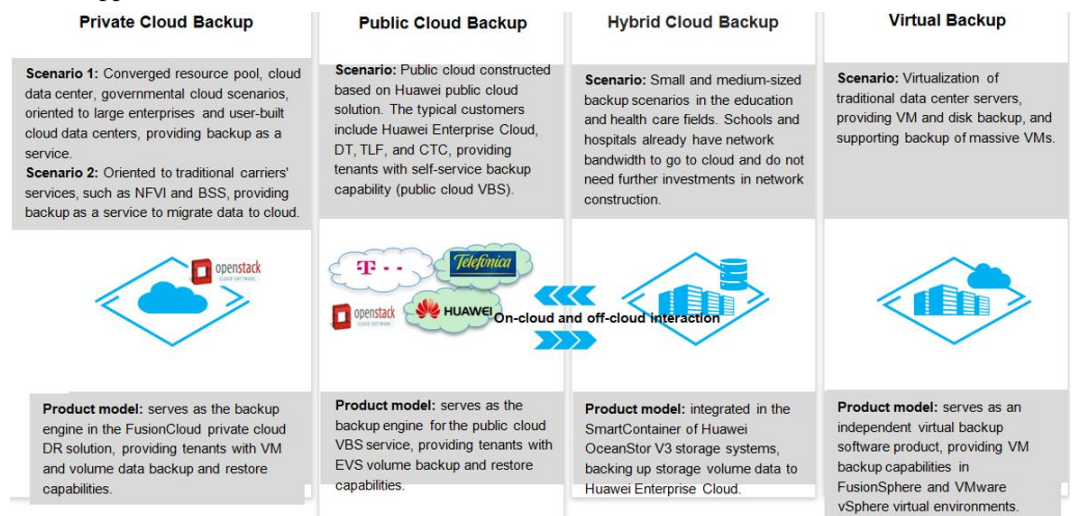 Private Cloud Backup
Scenario 1: Converged resource pool, cloud
data center, governmental cloud scenarios,
oriented to large enterprises and user-built
cloud data centers, providing backup as a
service.
Scenario 2: Oriented to traditional carriers'
services, such as NFVI and BSS, providing
backup as a service to migrate data to cloud.
openstack
CLOUD SOFTWARE
Product model: serves as the backup
engine in the FusionCloud private cloud
DR solution, providing tenants with VM
and volume data backup and restore
capabilities.
Public Cloud Backup
Scenario: Public cloud constructed
based on Huawei public cloud
solution. The typical customers
include Huawei Enterprise Cloud,
DT, TLF, and CTC, providing
tenants with self-service backup
capability (public cloud VBS).
T
Telefonica
openstack
HUAWEI
On-cloud and off-cloud interaction
Product model: serves as the
backup engine for the public cloud
VBS service, providing tenants with
EVS volume backup and restore
capabilities.
Hybrid Cloud Backup
Scenario: Small and medium-sized
backup scenarios in the education
and health care fields. Schools and
hospitals already have network
bandwidth to go to cloud and do not
need further investments in network
construction.
Product model: integrated in the
SmartContainer of Huawei
OceanStor V3 storage systems,
backing up storage volume data to
Huawei Enterprise Cloud.
Virtual Backup
Scenario: Virtualization of
traditional data center servers,
providing VM and disk backup, and
supporting backup of massive VMs.
Product model: serves as an
independent virtual backup
software product, providing VM
backup capabilities in
FusionSphere and VMware
vSphere virtual environments.